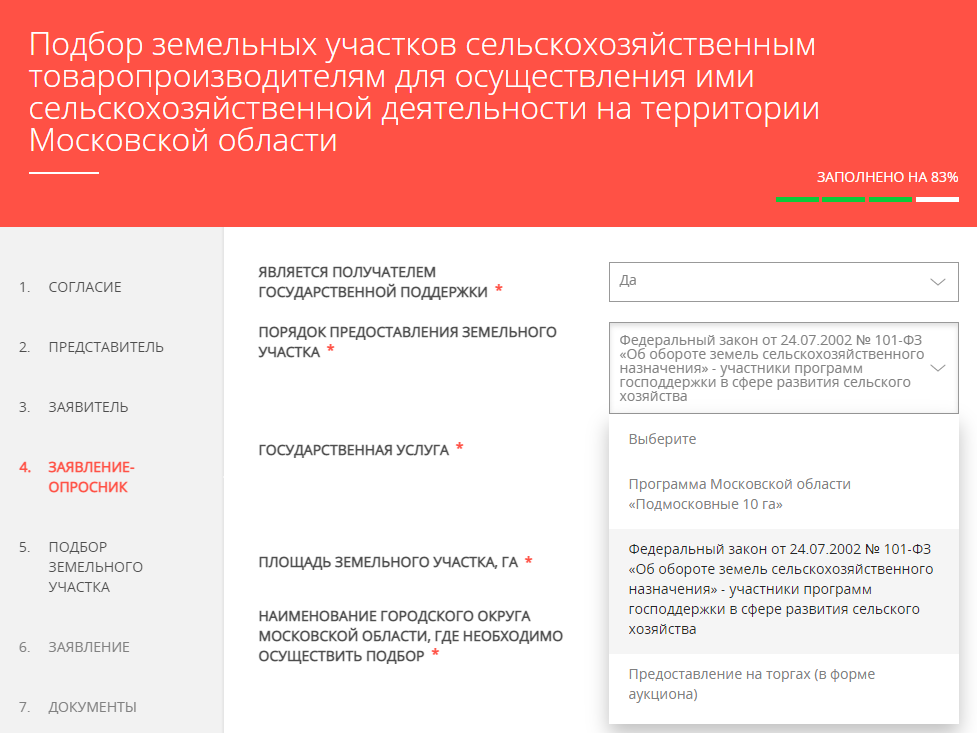 Подбор земельных участков сельскохозяйственным
товаропроизводителям для осуществления ими
сельскохозяйственной деятельности на территории
Московской области
ЗАПОЛНЕНО НА 83%
1. СОГЛАСИЕ
2. ПРЕДСТАВИТЕЛЬ
3. ЗАЯВИТЕЛЬ
4. ЗАЯВЛЕНИЕ-
ОПРОСНИК
5. ПОДБОР
ЗЕМЕЛЬНОГО
УЧАСТКА
6. ЗАЯВЛЕНИЕ
7. ДОКУМЕНТЫ
ЯВЛЯЕТСЯ ПОЛУЧАТЕЛЕМ
ГОСУДАРСТВЕННОЙ ПОДДЕРЖКИ *
Да
ПОРЯДОК ПРЕДОСТАВЛЕНИЯ ЗЕМЕЛЬНОГО
УЧАСТКА *
Федеральный закон от 24.07.2002 № 101-ФЗ
«Об обороте земель сельскохозяйственного
назначения» - участники программ
господдержки в сфере развития сельского
хозяйства
Выберите
Программа Московской области
«Подмосковные 10 га»
Федеральный закон от 24.07.2002 № 101-ФЗ
«Об обороте земель сельскохозяйственного
назначения» - участники программ
господдержки в сфере развития сельского
хозяйства
Предоставление на торгах (в форме
аукциона)
ГОСУДАРСТВЕННАЯ УСЛУГА *
ПЛОЩАДЬ ЗЕМЕЛЬНОГО УЧАСТКА, ГА *
НАИМЕНОВАНИЕ ГОРОДСКОГО ОКРУГА
МОСКОВСКОЙ ОБЛАСТИ, ГДЕ НЕОБХОДИМО
ОСУЩЕСТВИТЬ ПОДБОР *